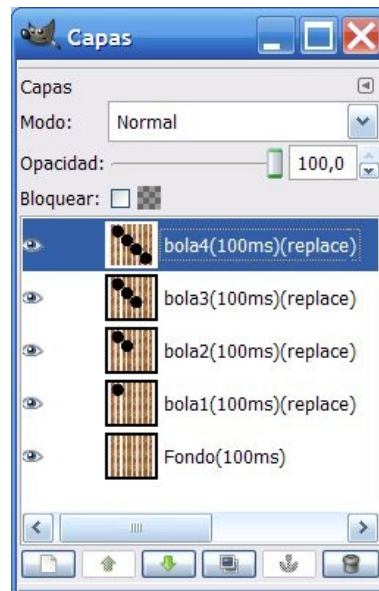 Capas
Capas
Modo: Normal
Opacidad: 100,0
Bloquear:
bola4(100ms)(replace)
bola3(100ms)(replace)
bola2(100ms)(replace)
bola1(100ms)(replace)
Fondo(100ms)